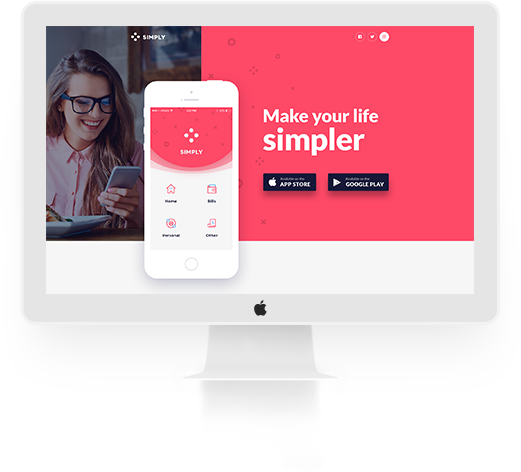 SIMPLY
Make your life
simpler
Available on the
APP STORE
Available on the
GOOGLE PLAY
SIMPLY
Home
Bills
Personal
Other